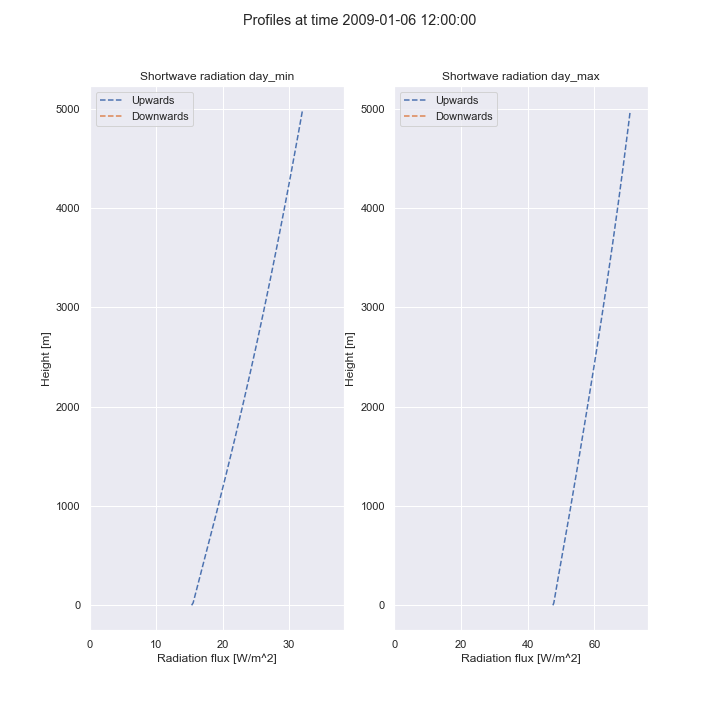 Profiles at time 2009-01-06 12:00:00
Shortwave radiation day_min
Upwards
Downwards
5000
4000
3000
2000
1000
0
Height [m]
0 10 20 30
Radiation flux [W/m^2]
Shortwave radiation day_max
Upwards
Downwards
5000
4000
3000
2000
1000
0
Height [m]
0 20 40 60
Radiation flux [W/m^2]